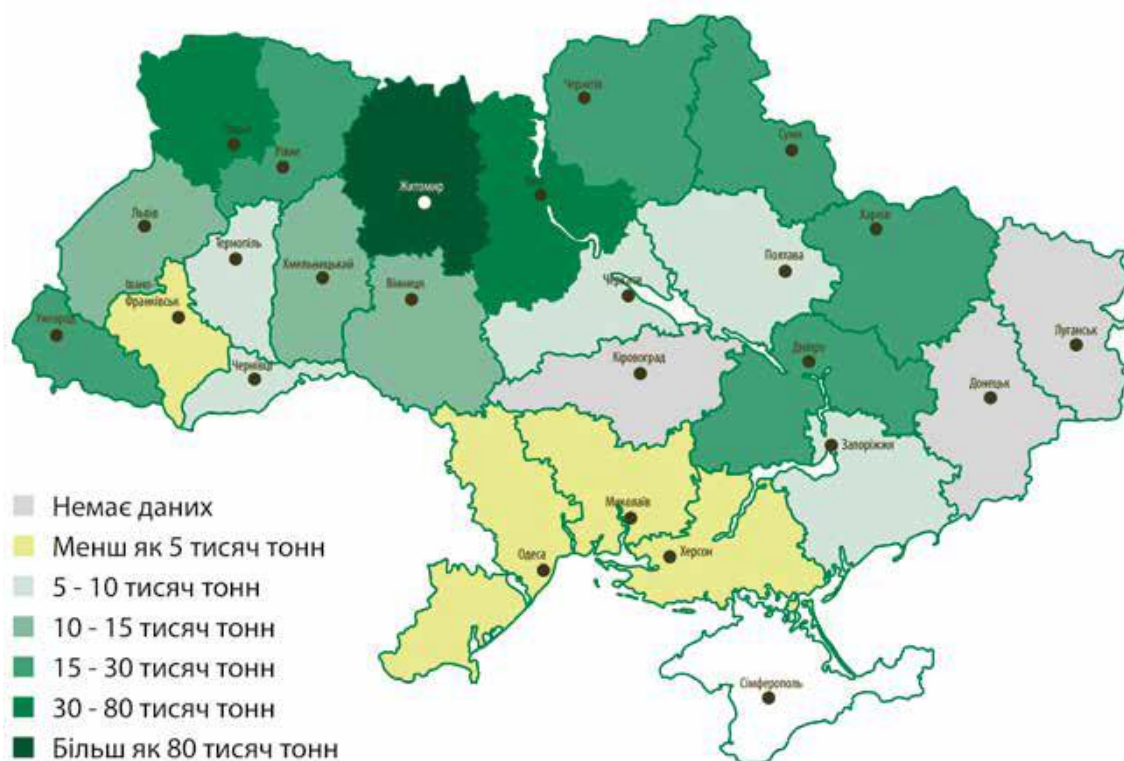 Чернігів
Суми
Луцьк
Рівне
Київ
Житомир
Львів
Харків
Тернопіль
Хмельницький
Полтава
Івано-
Франківськ
Вінниця
Черкаси
Ужгород
Луганськ
Чернівці
Кіровоград
Дніпро
Донецьк
Запоріжжя
Немає даних
Менш як 5 тисяч тонн
Миколаїв
Одеса
Херсон
5 - 10 тисяч тонн
10 - 15 тисяч тонн
15 - 30 тисяч тонн
Сімферополь
30 - 80 тисяч тонн
Більш як 80 тисяч тонн